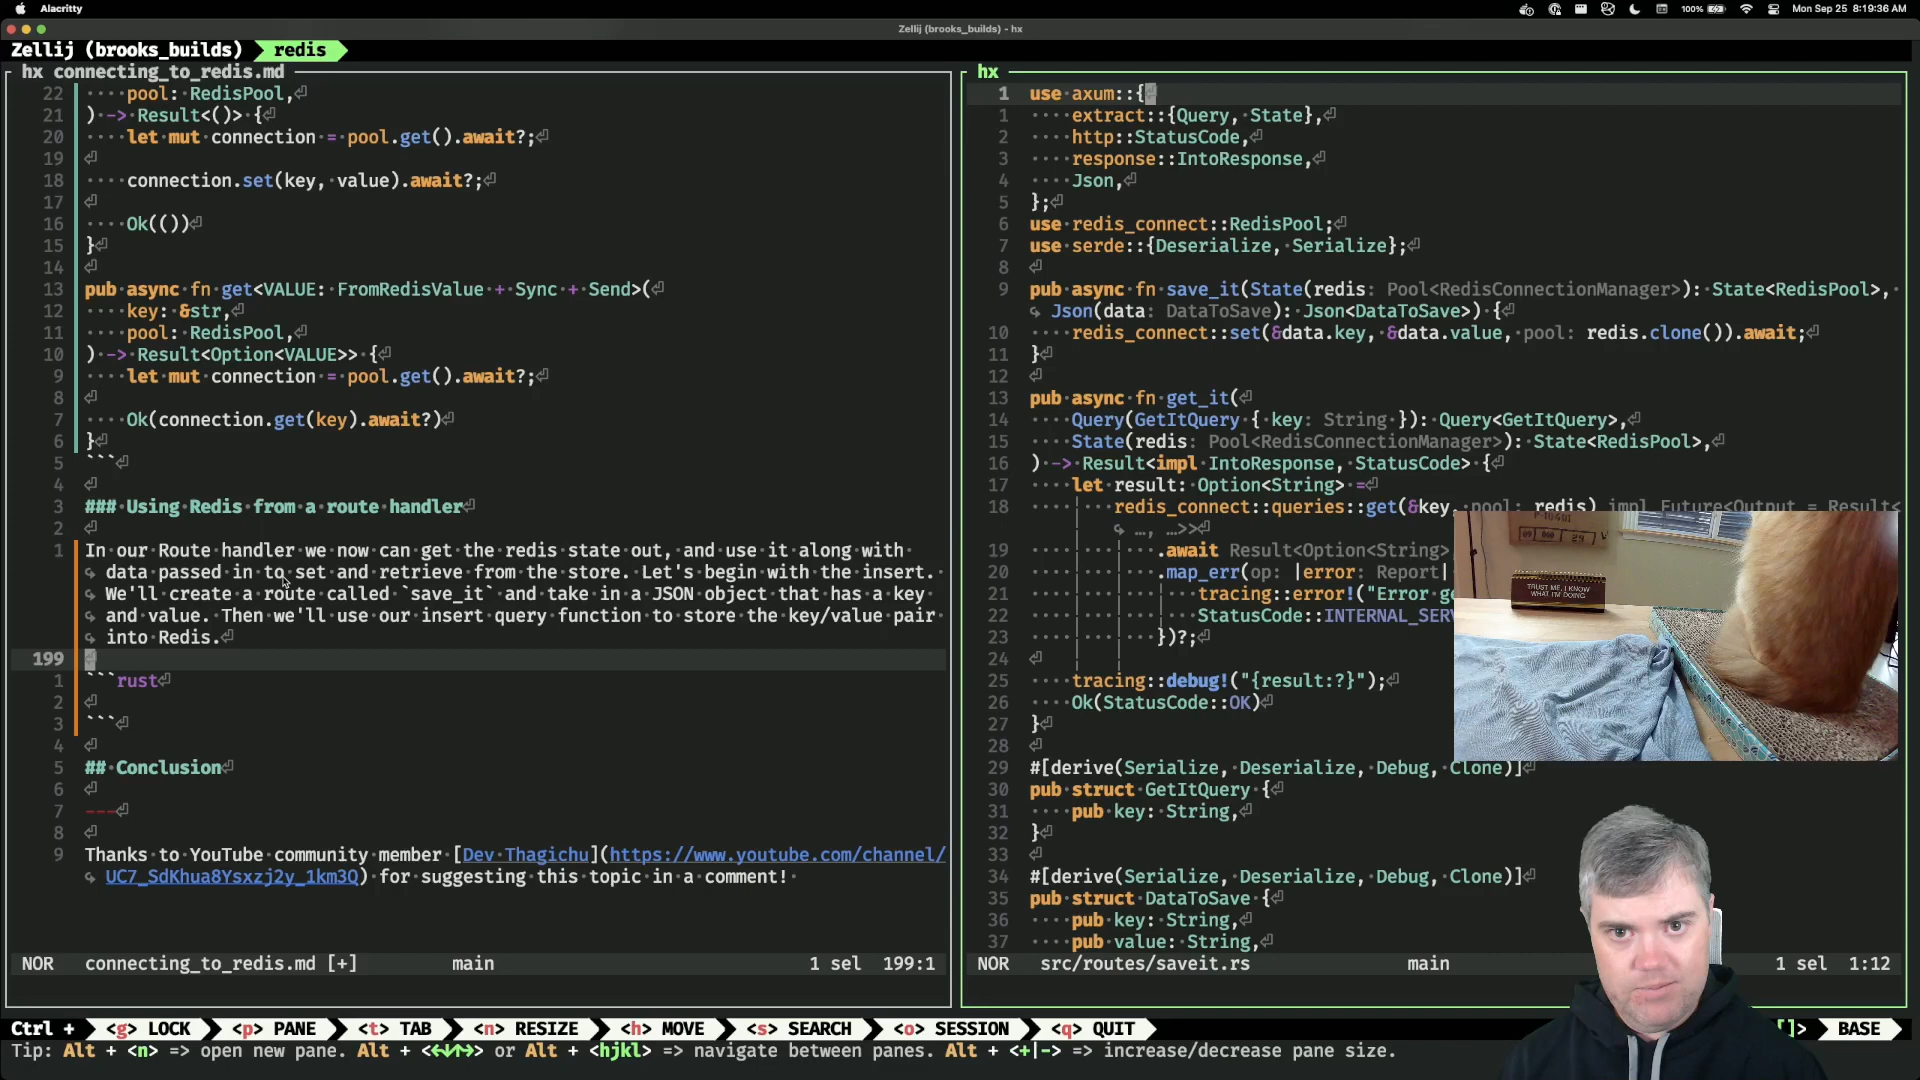 Alacritty
100%
Mon Sep 25 8:19:36 AM
Zellij (brooks_builds) - hx
Zellij (brooks_builds) redis
hx connecting_to_redis.md
22 pool: RedisPool,
21 ) -> Result<()> {
20 let mut connection = pool.get().await?;
19
18 connection.set(key, value).await?;
17
16 Ok(())
15 }
14
13 pub async fn get<VALUE: FromRedisValue + Sync + Send>(
12 key: &str,
11 pool: RedisPool,
10 ) -> Result<Option<VALUE>> {
9 let mut connection = pool.get().await?;
8
7 Ok(connection.get(key).await?)
6 }
5 ```
4
3 ### Using Redis from a route handler
2
1 In our Route handler we now can get the redis state out, and use it along with
data passed in to set and retrieve from the store. Let's begin with the insert.
We'll create a route called `save_it` and take in a JSON object that has a key
and value. Then we'll use our insert query function to store the key/value pair
into Redis.
199
1 ```rust
2
3 ```
4
5 ## Conclusion
6
7 ---
8
9 Thanks to YouTube community member [Dev Thagichu](https://www.youtube.com/channel/
UC7_SdKhua8Ysxzj2y_1km3Q) for suggesting this topic in a comment!
NOR connecting_to_redis.md [+] main 1 sel 199:1
hx
1 use axum::{
1 extract::{Query, State},
2 http::StatusCode,
3 response::IntoResponse,
4 Json,
5 };
6 use redis_connect::RedisPool;
7 use serde::{Deserialize, Serialize};
8
9 pub async fn save_it(State(redis: Pool<RedisConnectionManager>): State<RedisPool>,
Json(data: DataToSave): Json<DataToSave>) {
10 redis_connect::set(&data.key, &data.value, pool: redis.clone()).await;
11 }
12
13 pub async fn get_it(
14 Query(GetItQuery { key: String }): Query<GetItQuery>,
15 State(redis: Pool<RedisConnectionManager>): State<RedisPool>,
16 ) -> Result<impl IntoResponse, StatusCode> {
17 let result: Option<String> =
18 redis_connect::queries::get(&key, pool: redis) impl Future<Output = Result<
…, …>>
19 .await Result<Option<String>
20 .map_err(op: |error: Report|
21 tracing::error!("Error ge
22 StatusCode::INTERNAL_SERV
23 })?;
24
25 tracing::debug!("{result:?}");
26 Ok(StatusCode::OK)
27 }
28
29 #[derive(Serialize, Deserialize, Debug, Clone)]
30 pub struct GetItQuery {
31 pub key: String,
32 }
33
34 #[derive(Serialize, Deserialize, Debug, Clone)]
35 pub struct DataToSave {
36 pub key: String,
37 pub value: String,
NOR src/routes/saveit.rs main 1 sel 1:12
TRUST ME, I KNOW
WHAT I'M DOING.
Ctrl + <g> LOCK <p> PANE <t> TAB <n> RESIZE <h> MOVE <s> SEARCH <o> SESSION <q> QUIT []> BASE
Tip: Alt + <n> => open new pane. Alt + <←↓↑→> or Alt + <hjkl> => navigate between panes. Alt + <+|-> => increase/decrease pane size.